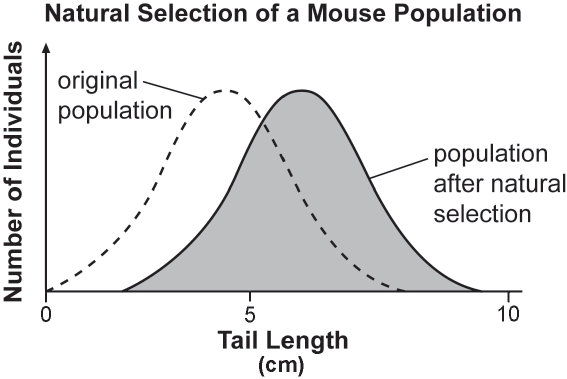 Natural Selection of a Mouse Population
Number of Individuals
original
population
population
after natural
selection
0
5
10
Tail Length
(cm)